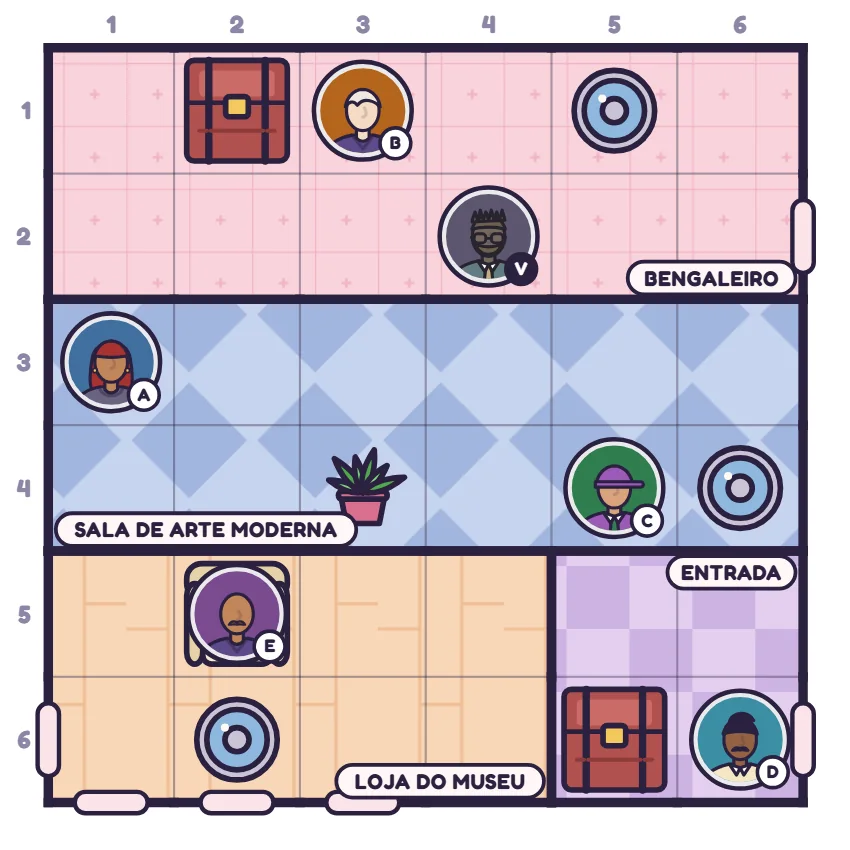 1 2 3 4 5 6
1
B
2
V
BENGALEIRO
3
A
4
C
SALA DE ARTE MODERNA
ENTRADA
5
E
6
D
LOJA DO MUSEU